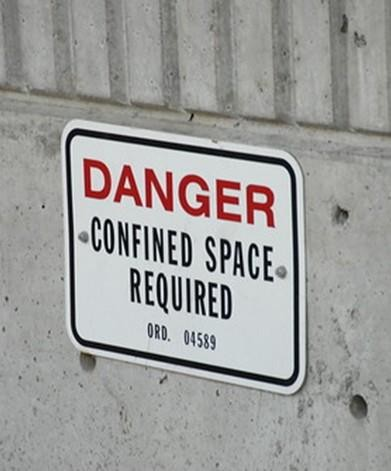 DANGER
CONFINED SPACE
REQUIRED
ORD. 04589